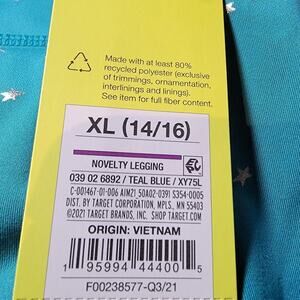 Made with at least 80%
recycled polyester (exclusive
of trimmings, ornamentation,
interlinings and linings).
See item for full fiber content.
XL (14/16)
NOVELTY LEGGING
039 02 6892 / TEAL BLUE / XY75L
C-001467-01-006 AIMZ1 50A02-0391 S354-0005
DIST. BY TARGET CORPORATION, MPLS., MN 55403
©2021 TARGET BRANDS, INC. SHOP TARGET.COM
ORIGIN: VIETNAM
1 95994 44400 5
F00238577-Q3/21